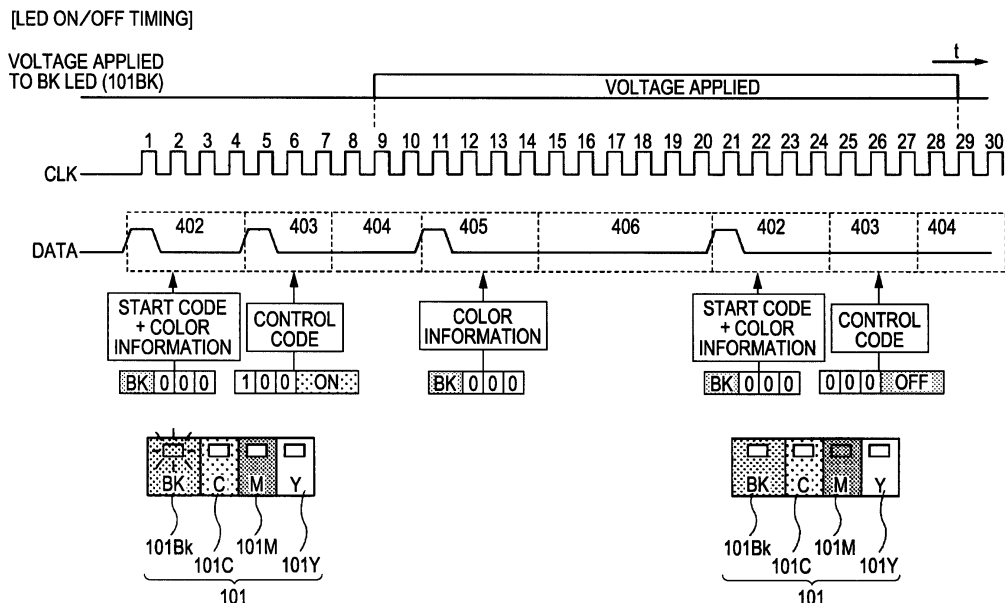 [LED ON/OFF TIMING]
t
VOLTAGE APPLIED
TO BK LED (101BK)
VOLTAGE APPLIED
1 2 3 4 5 6 7 8 9 10 11 12 13 14 15 16 17 18 19 20 21 22 23 24 25 26 27 28 29 30
CLK
402 403 404 405 406 402 403 404
DATA
START CODE
+ COLOR
INFORMATION
CONTROL
CODE
COLOR
INFORMATION
START CODE
+ COLOR
INFORMATION
CONTROL
CODE
BK 0 0 0 1 0 0 ON BK 0 0 0 BK 0 0 0 0 0 0 OFF
BK C M Y BK C M Y
101Bk 101C 101M 101Y 101Bk 101C 101M 101Y
101 101